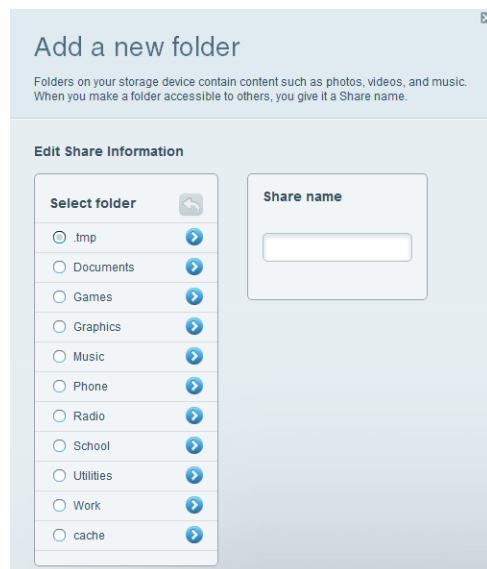 Add a new folder
Folders on your storage device contain content such as photos, videos, and music.
When you make a folder accessible to others, you give it a Share name.
Edit Share Information
Select folder
.tmp
Documents
Games
Graphics
Music
Phone
Radio
School
Utilities
Work
cache
Share name